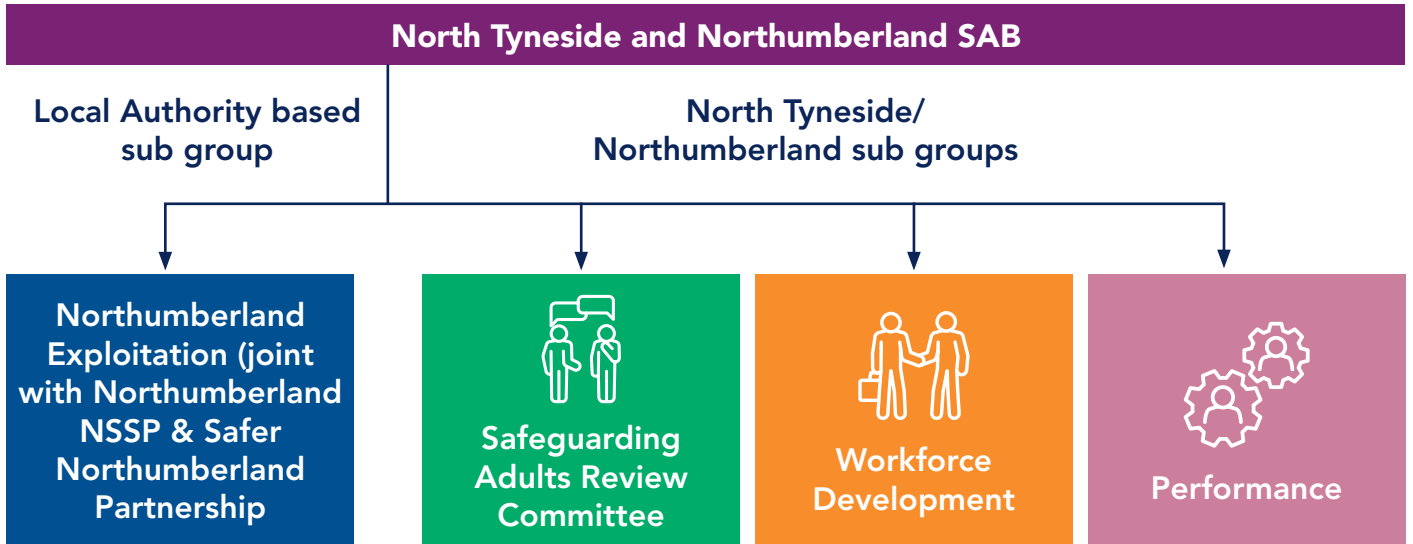 North Tyneside and Northumberland SAB
Local Authority based
sub group
North Tyneside/
Northumberland sub groups
Northumberland
Exploitation (joint
with Northumberland
NSSP & Safer
Northumberland
Partnership
Safeguarding
Adults Review
Committee
Workforce
Development
Performance